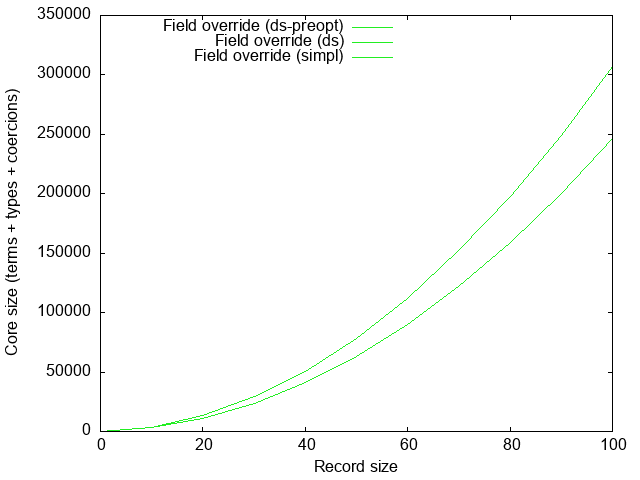 Field override (ds-preopt)
Field override (ds)
Field override (simpl)
350000
300000
250000
200000
150000
100000
50000
0
Core size (terms + types + coercions)
0 20 40 60 80 100
Record size